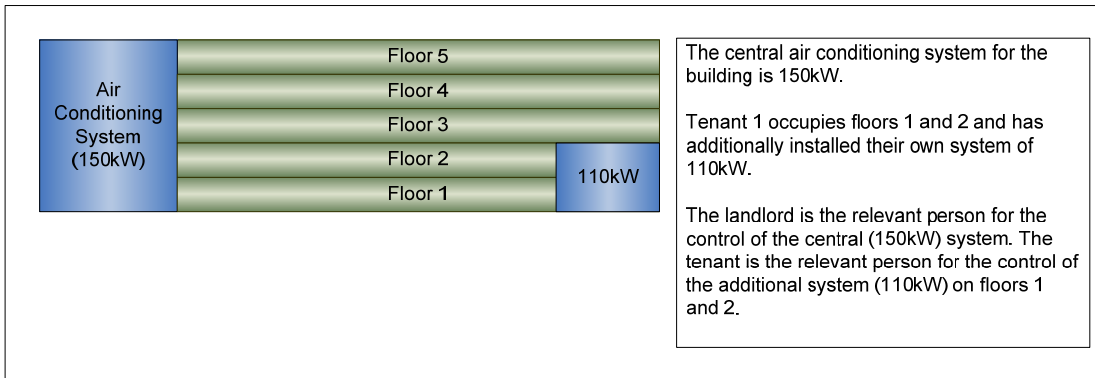 Air
Conditioning
System
(150kW)
Floor 5
Floor 4
Floor 3
Floor 2
Floor 1
110kW
The central air conditioning system for the
building is 150kW.
Tenant 1 occupies floors 1 and 2 and has
additionally installed their own system of
110kW.
The landlord is the relevant person for the
control of the central (150kW) system. The
tenant is the relevant person for the control of
the additional system (110kW) on floors 1
and 2.